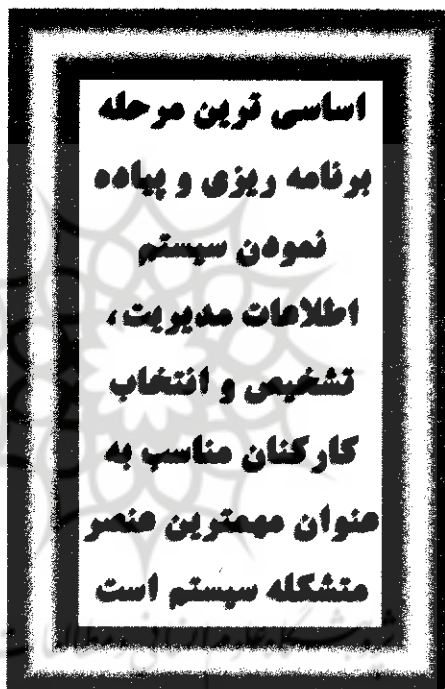 اساسی ترین مرحله
برنامه ریزی و پیاده
نمودن سیستم
اطلاعات مدیریت،
تشخیص و انتخاب
کارکنان مناسب به
عنوان مهمترین عنصر
متشکله سیستم است